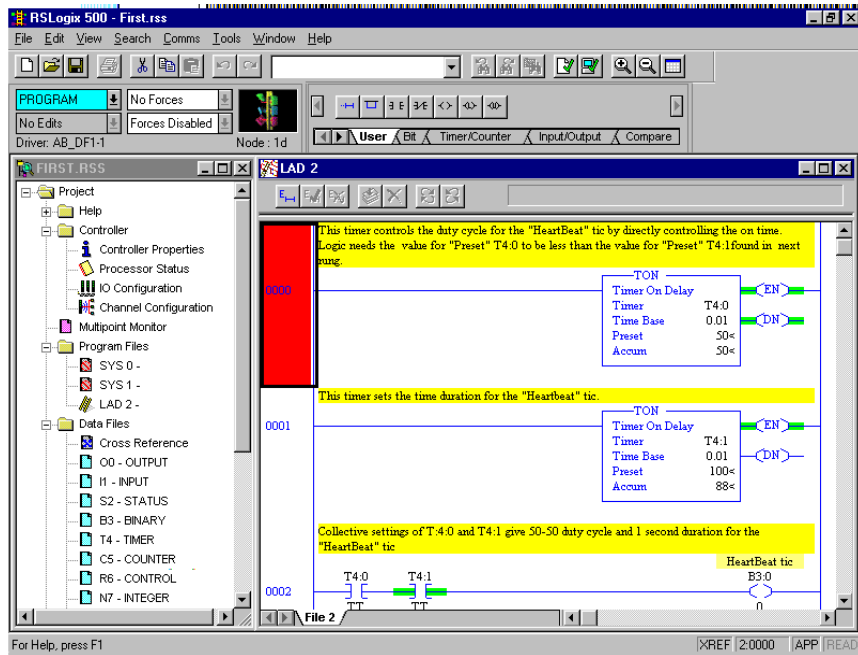 RSLogix 500 - First.rss
File Edit View Search Comms Tools Window Help
PROGRAM No Forces
No Edits Forces Disabled
Driver: AB_DF1-1 Node : 1d
User Bit Timer/Counter Input/Output Compare
FIRST.RSS
Project
Help
Controller
Controller Properties
Processor Status
IO Configuration
Channel Configuration
Multipoint Monitor
Program Files
SYS 0 -
SYS 1 -
LAD 2 -
Data Files
Cross Reference
O0 - OUTPUT
I1 - INPUT
S2 - STATUS
B3 - BINARY
T4 - TIMER
C5 - COUNTER
R6 - CONTROL
N7 - INTEGER
LAD 2
This timer controls the duty cycle for the "HeartBeat" tic by directly controlling the on time.
Logic needs the value for "Preset" T4:0 to be less than the value for "Preset" T4:1found in next
rung.
0000
TON
Timer On Delay
Timer T4:0
Time Base 0.01
Preset 50<
Accum 50<
EN
DN
This timer sets the time duration for the "Heartbeat" tic.
0001
TON
Timer On Delay
Timer T4:1
Time Base 0.01
Preset 100<
Accum 88<
EN
DN
Collective settings of T:4:0 and T4:1 give 50-50 duty cycle and 1 second duration for the
"HeartBeat" tic
HeartBeat tic
T4:0 T4:1 B3:0
0002
TT TT 0
File 2
For Help, press F1 XREF 2:0000 APP READ